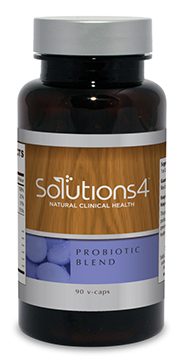 Solutions4
NATURAL CLINICAL HEALTH
PROBIOTIC
BLEND
90 v-caps